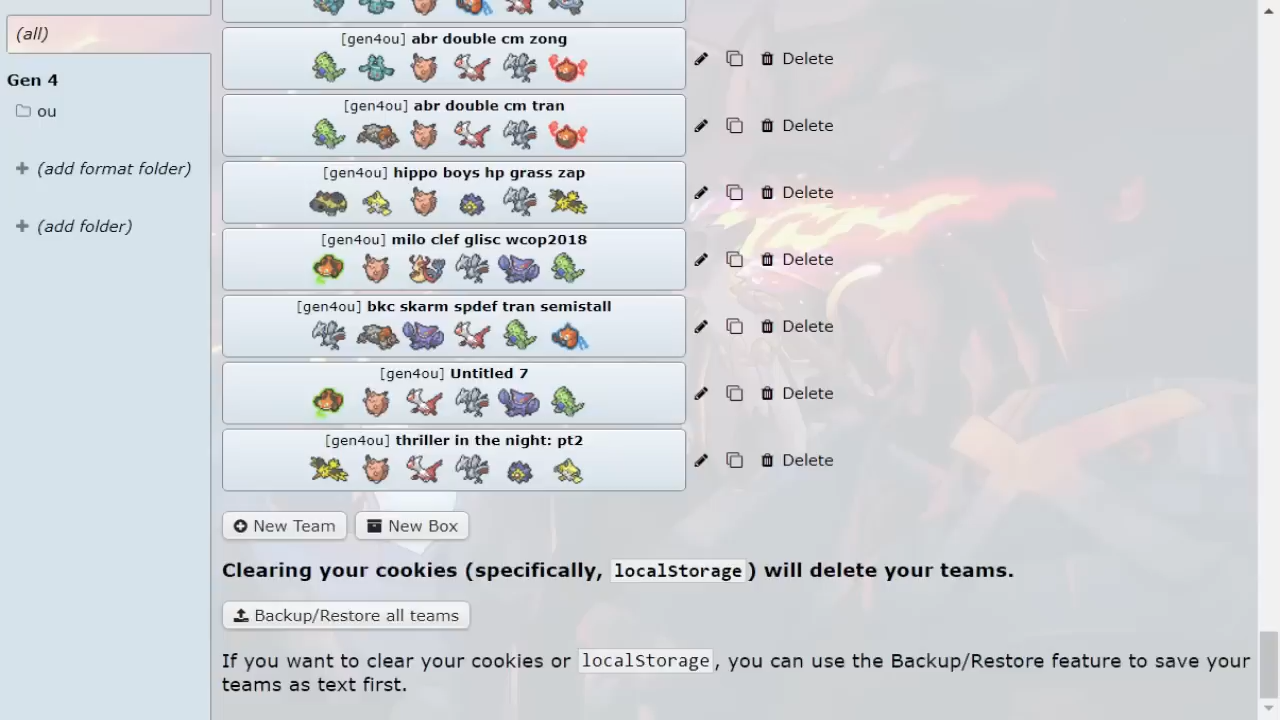 (all)
Gen 4
ou
(add format folder)
(add folder)
[gen4ou] abr double cm zong
Delete
[gen4ou] abr double cm tran
Delete
[gen4ou] hippo boys hp grass zap
Delete
[gen4ou] milo clef glisc wcop2018
Delete
[gen4ou] bkc skarm spdef tran semistall
Delete
[gen4ou] Untitled 7
Delete
[gen4ou] thriller in the night: pt2
Delete
New Team New Box
Clearing your cookies (specifically, localStorage) will delete your teams.
Backup/Restore all teams
If you want to clear your cookies or localStorage, you can use the Backup/Restore feature to save your
teams as text first.